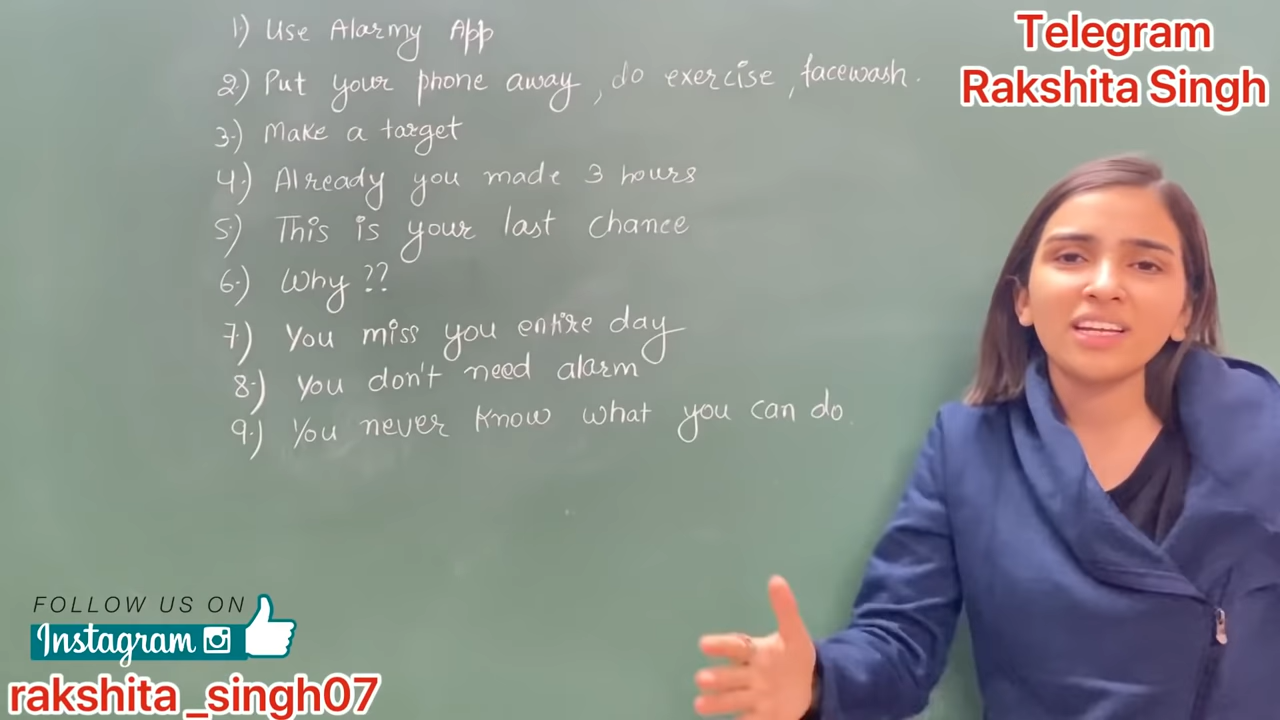 1.) Use Alarmy App
2.) Put your phone away, do exercise, facewash.
3.) Make a target
4.) Already you made 3 hours
5.) This is your last chance
6.) Why ??
7.) You miss you entire day
8.) You don't need alarm
9.) You never know what you can do.
Telegram
Rakshita Singh
FOLLOW US ON
Instagram
rakshita_singh07